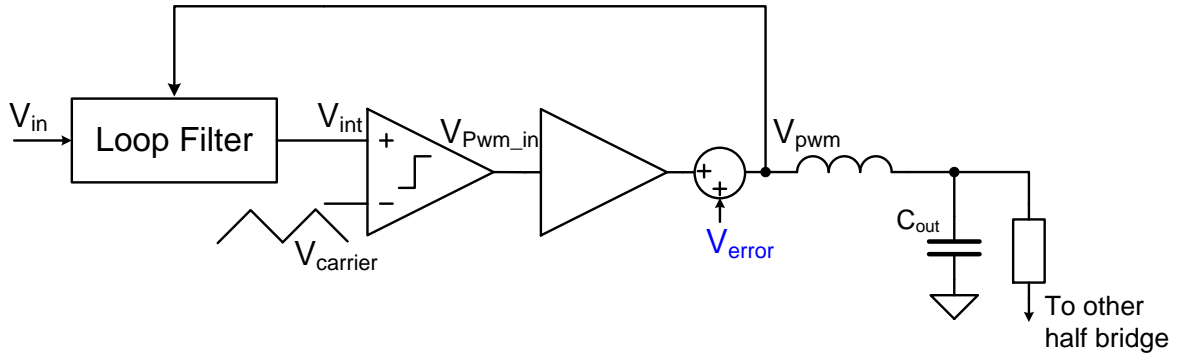 V_in
Loop Filter
V_int
+
−
V_carrier
V_Pwm_in
+
+
V_error
V_pwm
C_out
To other
half bridge